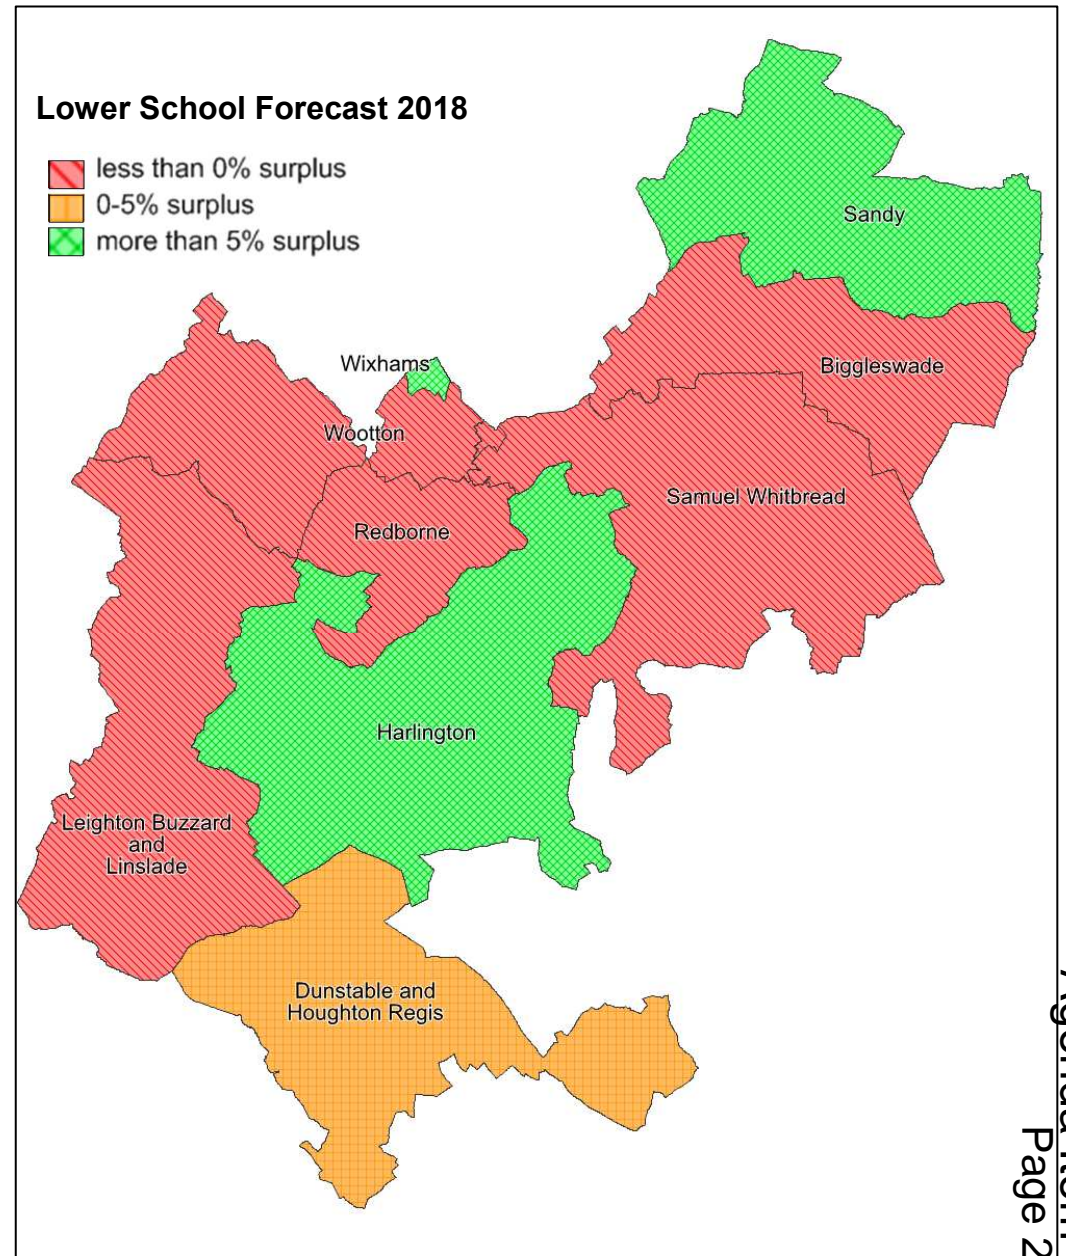 Lower School Forecast 2018
less than 0% surplus
0-5% surplus
more than 5% surplus
Sandy
Biggleswade
Wixhams
Wootton
Samuel Whitbread
Redborne
Harlington
Leighton Buzzard
and
Linslade
Dunstable and
Houghton Regis
Page 2